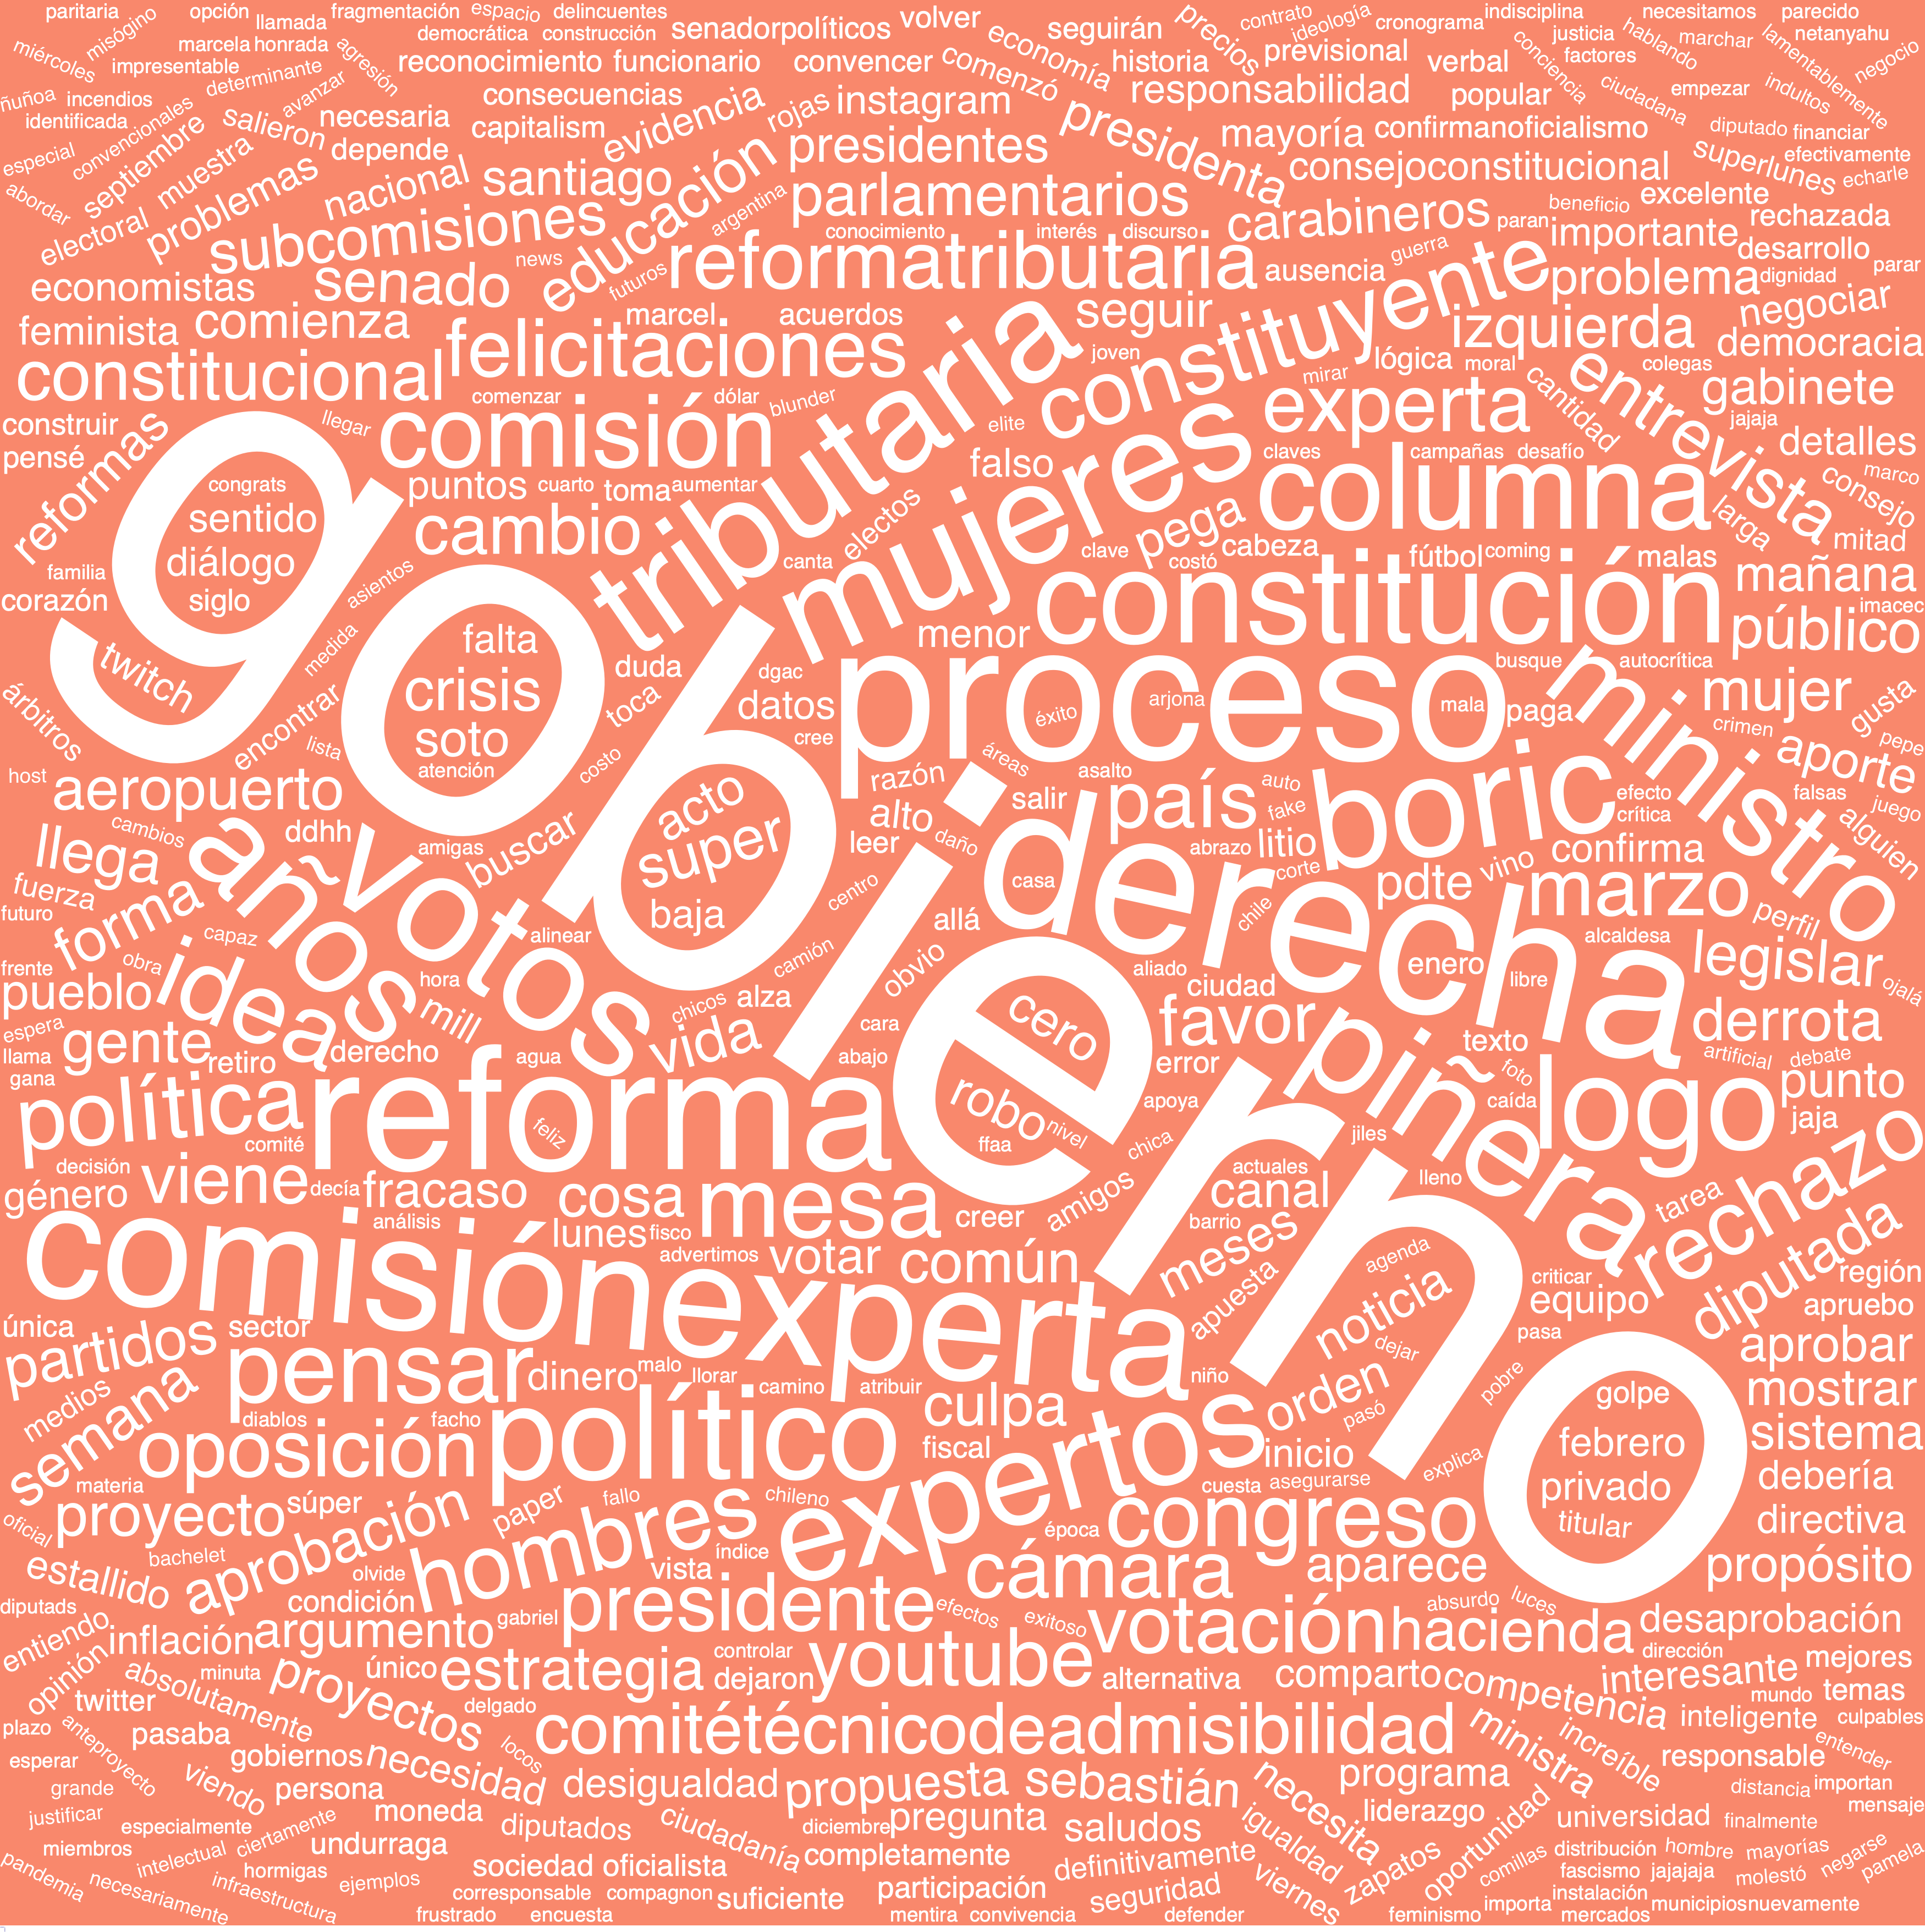 paritaria
opción
fragmentación
espacio
delincuentes
volver
precios
contrato
ideología
indisciplina
necesitamos
parecido
misógino
llamada
democrática
construcción
senadorpolíticos
economía
seguirán
cronograma
justicia
hablando
marchar
netanyahu
miércoles
marcela
honrada
agresión
reconocimiento
funcionario
convencer
comenzó
historia
previsional
verbal
conciencia
factores
lamentablemente
negocio
impresentable
determinante
avanzar
consecuencias
evidencia
rojas
instagram
presidenta
responsabilidad
popular
ciudadana
empezar
indultos
ñuñoa
incendios
convencionales
salieron
necesaria
capitalism
mayoría
confirmanoficialismo
diputado
financiar
identificada
septiembre
depende
educación
presidentes
consejoconstitucional
superlunes
efectivamente
especial
muestra
nacional
santiago
parlamentarios
carabineros
beneficio
excelente
echarle
abordar
problemas
subcomisiones
argentina
conocimiento
interés
discurso
guerra
paran
importante
rechazada
electoral
news
futuros
reformatributaria
ausencia
constituyente
problema
desarrollo
dignidad
parar
economistas
senado
marcel
acuerdos
seguir
izquierda
negociar
feminista
comienza
felicitaciones
tributaria
joven
lógica
moral
entrevista
colegas
democracia
constitucional
comenzar
dólar
blunder
mirar
cantidad
gabinete
construir
reformas
llegar
comisión
elite
mujeres
experta
jajaja
pensé
falso
claves
campañas
desafío
detalles
congrats
puntos
cuarto
toma
aumentar
columna
larga
consejo
marco
sentido
cambio
electos
pega
cabeza
mitad
diálogo
canta
clave
costó
fútbol
coming
malas
mañana
familia
asientos
corazón
siglo
constitución
imacec
medida
falta
menor
público
twitch
crisis
duda
dgac
proceso
busque
autocrítica
árbitros
encontrar
soto
toca
datos
éxito
arjona
mala
paga
ministro
mujer
gusta
lista
atención
costo
cree
áreas
crimen
pepe
host
aeropuerto
acto
razón
asalto
auto
boric
efecto
aporte
falsas
juego
cambios
ddhh
super
alto
salir
país
fake
crítica
alguien
llega
años
votos
amigas
buscar
leer
daño
abrazo
litio
vino
confirma
fuerza
baja
centro
derecha
casa
corte
pdte
marzo
futuro
forma
capaz
alinear
allá
chile
perfil
frente
obra
idea
hora
camión
obvio
aliado
enero
alcaldesa
pueblo
mill
chicos
alza
gobierno
ciudad
libre
legislar
ojalá
espera
gente
vida
cara
cero
favor
piñera
derrota
llama
retiro
derecho
agua
abajo
error
texto
artificial
debate
gana
política
reforma
robo
nivel
apoya
foto
caída
logo
punto
feliz
ffaa
chica
jiles
jaja
comité
decisión
viene
decía
fracaso
cosa
mesa
amigos
actuales
canal
lleno
tarea
rechazo
género
análisis
lunes
fisco
creer
barrio
comisiónexperta
advertimos
votar
común
meses
agenda
criticar
diputada
región
única
sector
apuesta
noticia
equipo
apruebo
partidos
pensar
dinero
malo
llorar
camino
atribuir
niño
dejar
pasa
aprobar
medios
semana
diablos
facho
político
culpa
orden
pasó
pobre
golpe
mostrar
oposición
fiscal
expertos
inicio
explica
febrero
sistema
materia
súper
paper
fallo
chileno
cuesta
asegurarse
privado
debería
oficial
proyecto
aprobación
hombres
época
congreso
titular
directiva
bachelet
índice
vista
cámara
aparece
propósito
estallido
olvide
diputads
condición
gabriel
presidente
efectos
exitoso
votación
absurdo
luces
hacienda
desaprobación
entiendo
inflación
argumento
controlar
youtube
dirección
opinión
absolutamente
minuta
proyectos
único
estrategia
dejaron
alternativa
comparto
competencia
interesante
mejores
twitter
delgado
mundo
temas
plazo
anteproyecto
pasaba
comitétécnicodeadmisibilidad
ministra
increíble
inteligente
culpables
esperar
gobiernos
locos
necesidad
responsable
entender
grande
viendo
persona
desigualdad
propuesta
sebastián
necesita
programa
distancia
importan
justificar
moneda
diputados
ciudadanía
diciembre
pregunta
saludos
igualdad
liderazgo
oportunidad
universidad
finalmente
mensaje
especialmente
miembros
intelectual
ciertamente
undurraga
completamente
definitivamente
zapatos
comillas
distribución
hombre
mayorías
negarse
pamela
pandemia
hormigas
sociedad
oficialista
viernes
fascismo
jajajaja
molestó
necesariamente
infraestructura
ejemplos
corresponsable
compagnon
suficiente
participación
seguridad
importa
instalación
municipiosnuevamente
frustrado
encuesta
mentira
convivencia
defender
feminismo
mercados